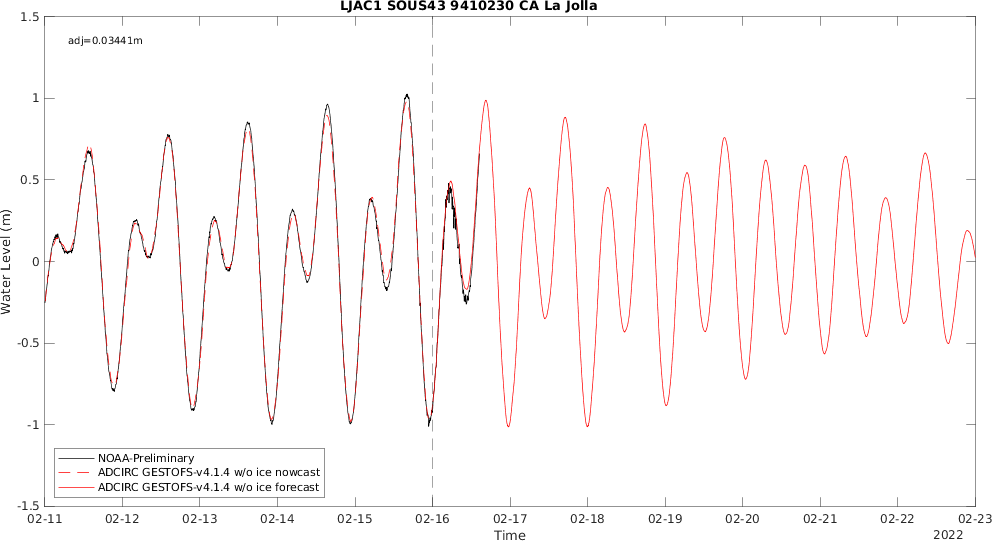 LJAC1 SOUS43 9410230 CA La Jolla
adj=0.03441m
1.5
1
0.5
0
-0.5
-1
-1.5
Water Level (m)
NOAA-Preliminary
ADCIRC GESTOFS-v4.1.4 w/o ice nowcast
ADCIRC GESTOFS-v4.1.4 w/o ice forecast
02-11 02-12 02-13 02-14 02-15 02-16 02-17 02-18 02-19 02-20 02-21 02-22 02-23
Time
2022